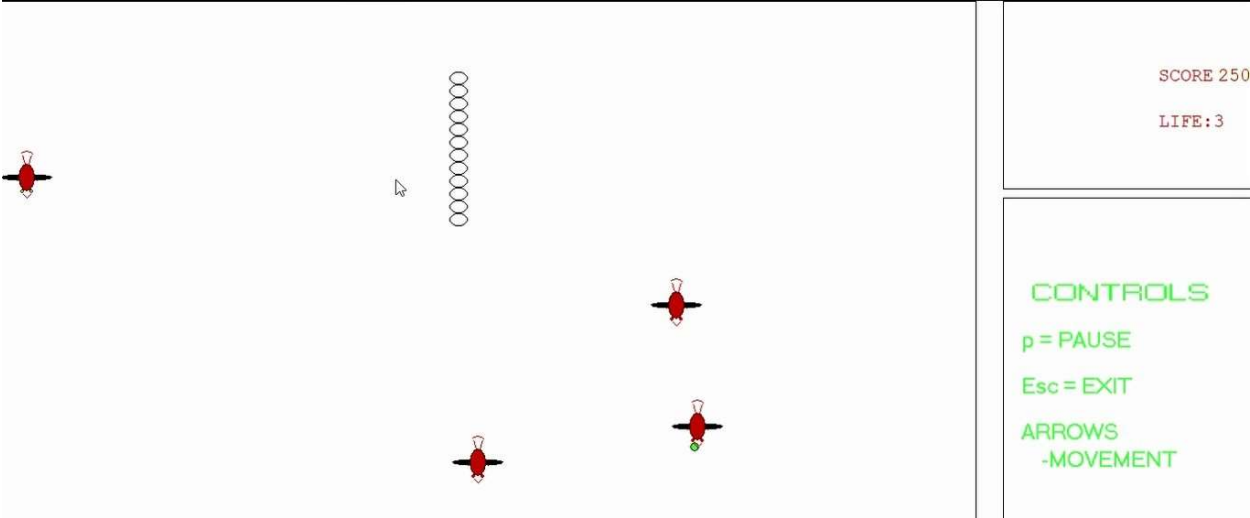 SCORE 250
LIFE:3
CONTROLS
p = PAUSE
Esc = EXIT
ARROWS
-MOVEMENT